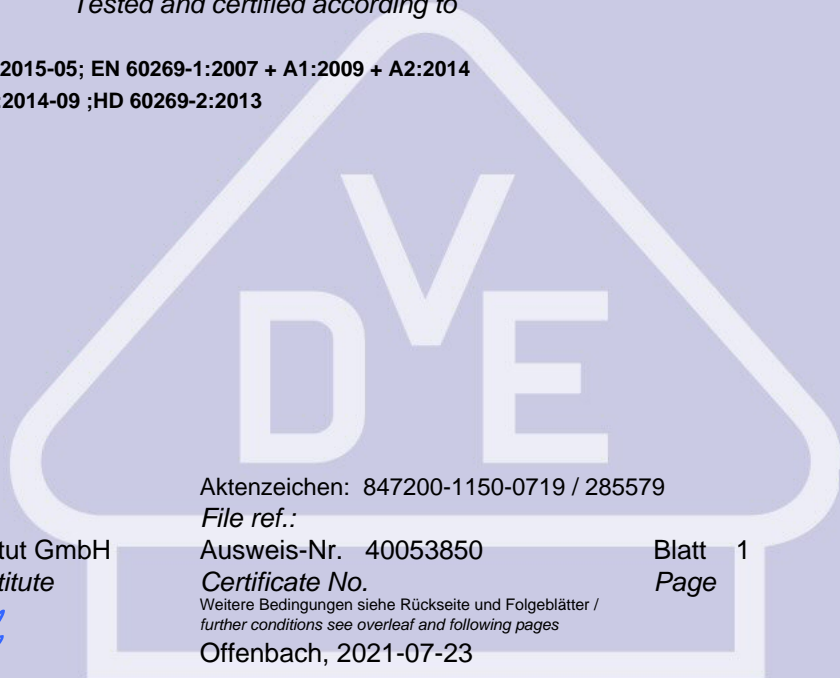 Tested and certified according to
2015-05; EN 60269-1:2007 + A1:2009 + A2:2014
:2014-09 ;HD 60269-2:2013
D V E
Aktenzeichen: 847200-1150-0719 / 285579
File ref.:
tut GmbH Ausweis-Nr. 40053850 Blatt 1
titute Certificate No. Page
Weitere Bedingungen siehe Rückseite und Folgeblätter /
further conditions see overleaf and following pages
Offenbach, 2021-07-23